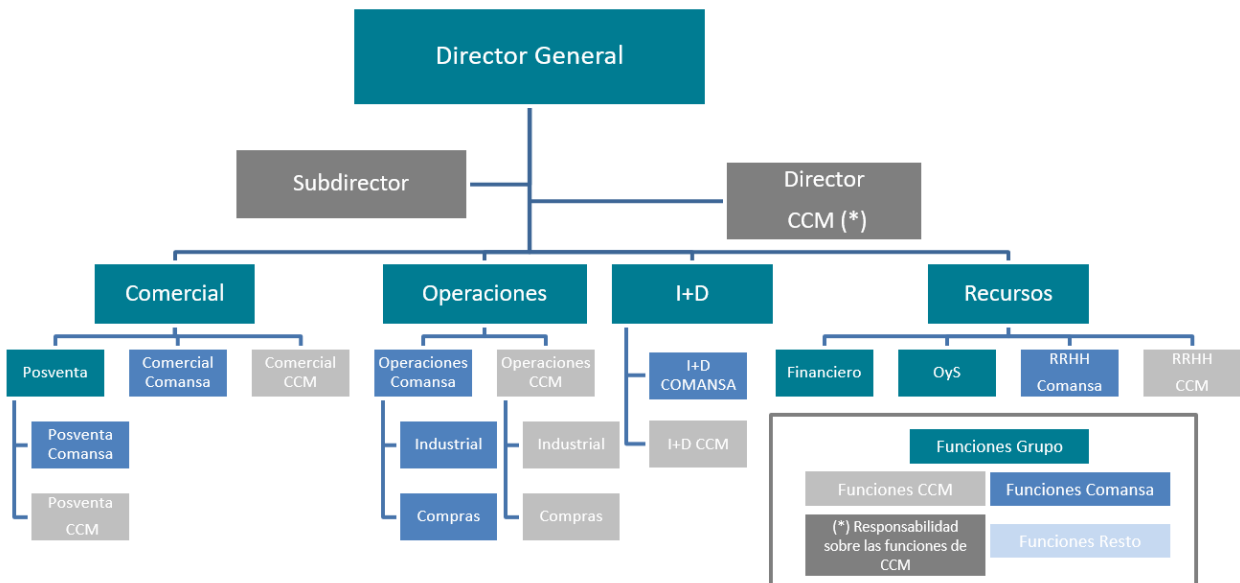 Director General
Subdirector
Director
CCM (*)
Comercial
Operaciones
I+D
Recursos
Posventa
Comercial
Comansa
Comercial
CCM
Operaciones
Comansa
Operaciones
CCM
I+D
COMANSA
Financiero
OyS
RRHH
Comansa
RRHH
CCM
Posventa
Comansa
Industrial
Industrial
I+D CCM
Posventa
CCM
Compras
Compras
Funciones Grupo
Funciones CCM
Funciones Comansa
(*) Responsabilidad
sobre las funciones de
CCM
Funciones Resto